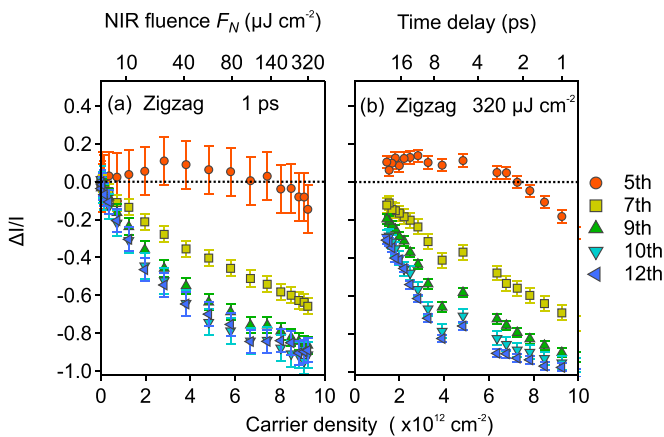 NIR fluence F_N (μJ cm⁻²)
Time delay (ps)
10 40 80 140 320
16 8 4 2 1
(a) Zigzag 1 ps
(b) Zigzag 320 μJ cm⁻²
0.4
0.2
0.0
-0.2
-0.4
-0.6
-0.8
-1.0
ΔI/I
5th
7th
9th
10th
12th
0 2 4 6 8 10
0 2 4 6 8 10
Carrier density (x10¹² cm⁻²)